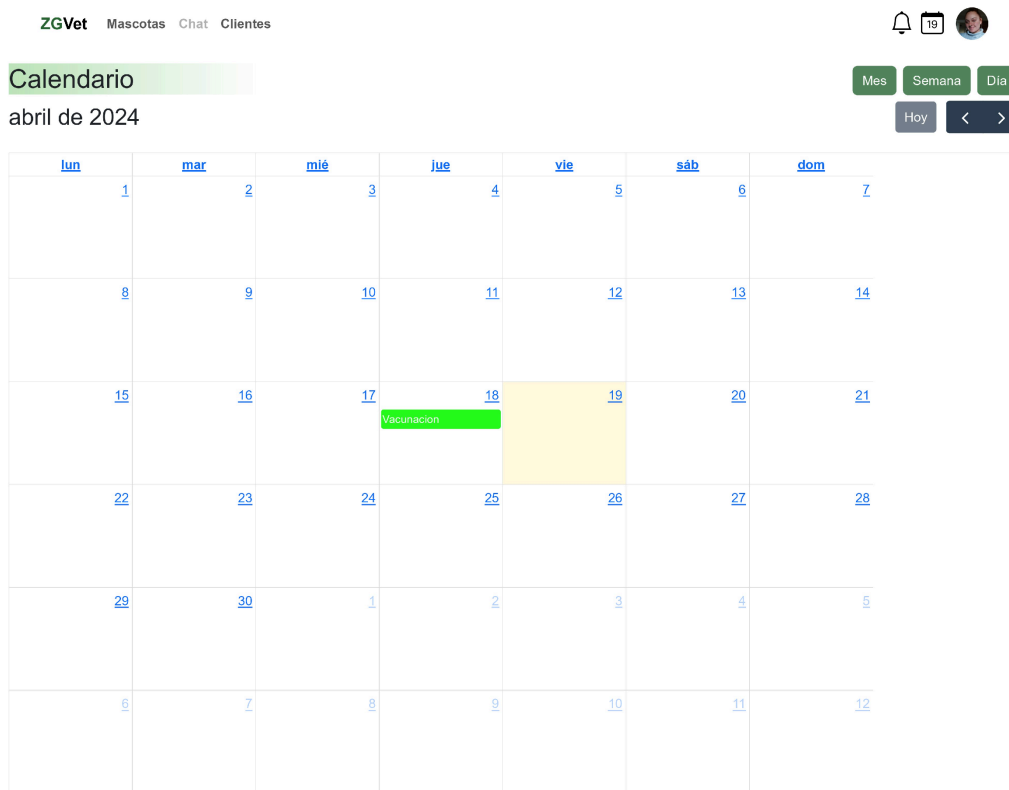 ZGVet Mascotas Chat Clientes 19
Calendario Mes Semana Día
abril de 2024 Hoy
lun mar mié jue vie sáb dom
1 2 3 4 5 6 7
8 9 10 11 12 13 14
15 16 17 18 19 20 21
Vacunacion
22 23 24 25 26 27 28
29 30 1 2 3 4 5
6 7 8 9 10 11 12